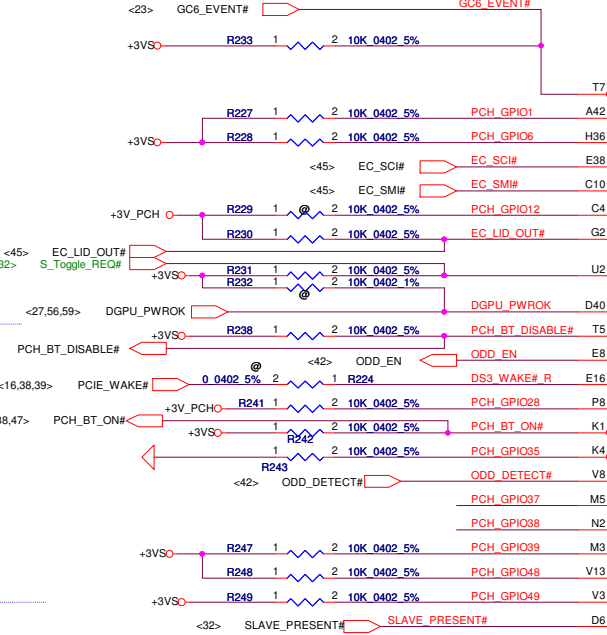 <23> GC6_EVENT# GC6_EVENT#
+3VS R233 1 2 10K_0402_5%
T7
R227 1 2 10K_0402_5% PCH_GPIO1 A42
+3VS R228 1 2 10K_0402_5% PCH_GPIO6 H36
<45> EC_SCI# EC_SCI# E38
<45> EC_SMI# EC_SMI# C10
+3V_PCH R229 1 @ 2 10K_0402_5% PCH_GPIO12 C4
R230 1 2 10K_0402_5% EC_LID_OUT# G2
<45> EC_LID_OUT#
32> S_Toggle_REQ#
+3VS R231 1 2 10K_0402_5% U2
R232 1 @ 2 10K_0402_1%
<27,56,59> DGPU_PWROK DGPU_PWROK D40
+3VS R238 1 2 10K_0402_5% PCH_BT_DISABLE# T5
PCH_BT_DISABLE#
<42> ODD_EN ODD_EN E8
<16,38,39> PCIE_WAKE# 0_0402_5% @ 2 1 R224 DS3_WAKE#_R E16
+3V_PCH R241 1 2 10K_0402_5% PCH_GPIO28 P8
38,47> PCH_BT_ON#
+3VS 1 R242 2 10K_0402_5% PCH_BT_ON# K1
R243 1 2 10K_0402_5% PCH_GPIO35 K4
<42> ODD_DETECT# ODD_DETECT# V8
PCH_GPIO37 M5
PCH_GPIO38 N2
+3VS R247 1 2 10K_0402_5% PCH_GPIO39 M3
R248 1 2 10K_0402_5% PCH_GPIO48 V13
+3VS R249 1 2 10K_0402_5% PCH_GPIO49 V3
<32> SLAVE_PRESENT# SLAVE_PRESENT# D6